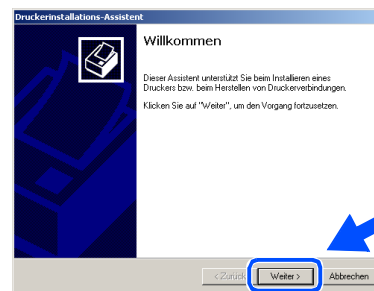 Druckerinstallations-Assistent
Willkommen
Dieser Assistent unterstützt Sie beim Installieren eines
Druckers bzw. beim Herstellen von Druckerverbindungen.
Klicken Sie auf "Weiter", um den Vorgang fortzusetzen.
< Zurück Weiter > Abbrechen